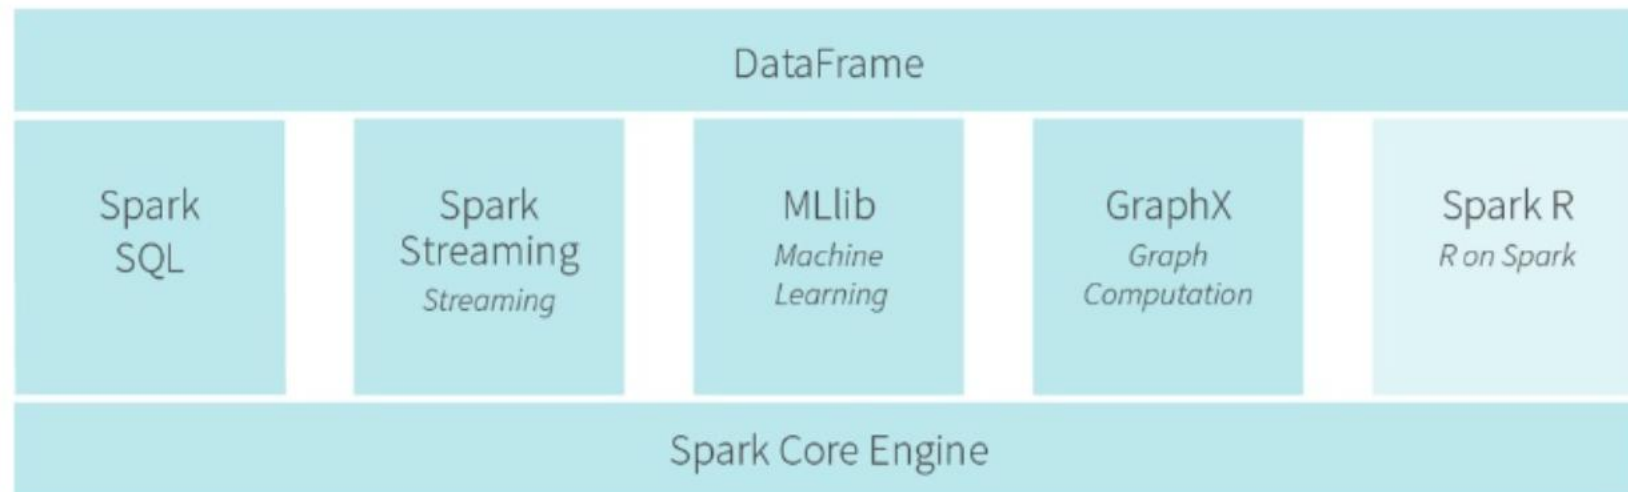 DataFrame
Spark
SQL
Spark
Streaming
Streaming
MLlib
Machine
Learning
GraphX
Graph
Computation
Spark R
R on Spark
Spark Core Engine